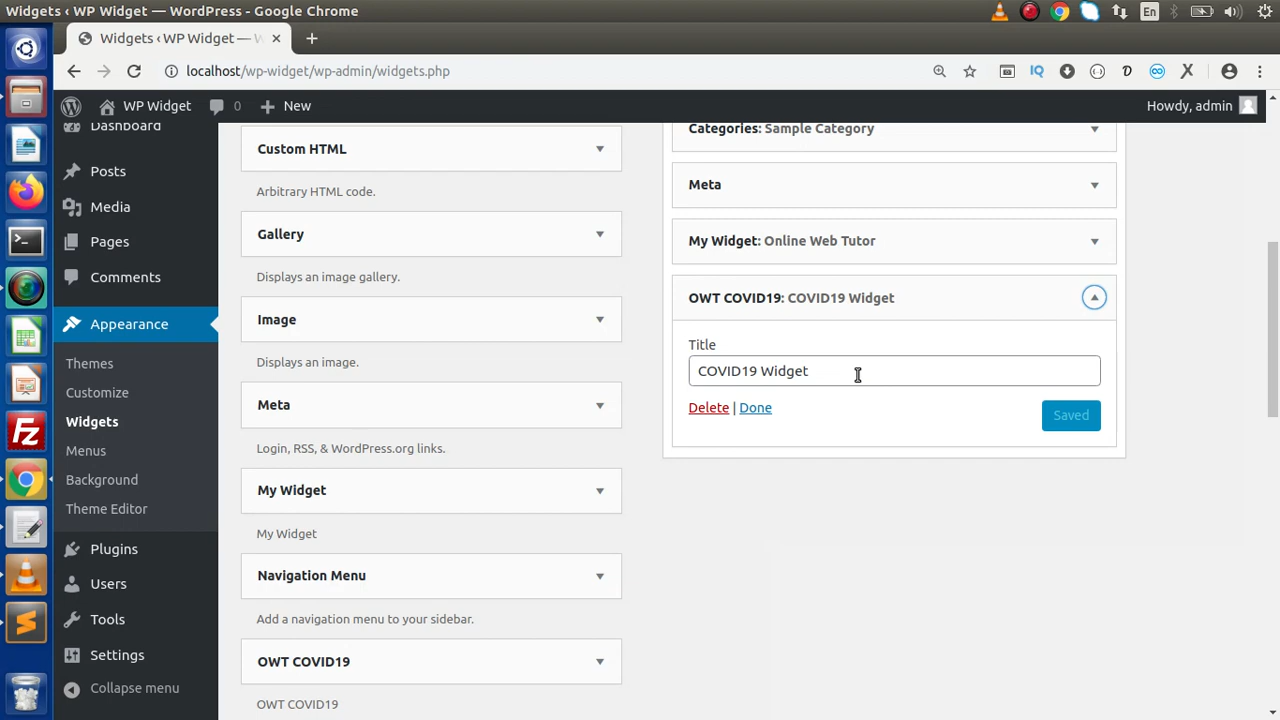 Widgets ‹ WP Widget — WordPress - Google Chrome
En
Widgets ‹ WP Widget — W
localhost/wp-widget/wp-admin/widgets.php
IQ
WP Widget
0
New
Howdy, admin
Dashboard
Posts
Media
Pages
Comments
Appearance
Themes
Customize
Widgets
Menus
Background
Theme Editor
Plugins
Users
Tools
Settings
Collapse menu
Custom HTML
Arbitrary HTML code.
Gallery
Displays an image gallery.
Image
Displays an image.
Meta
Login, RSS, & WordPress.org links.
My Widget
My Widget
Navigation Menu
Add a navigation menu to your sidebar.
OWT COVID19
OWT COVID19
Categories: Sample Category
Meta
My Widget: Online Web Tutor
OWT COVID19: COVID19 Widget
Title
COVID19 Widget
Delete | Done
Saved